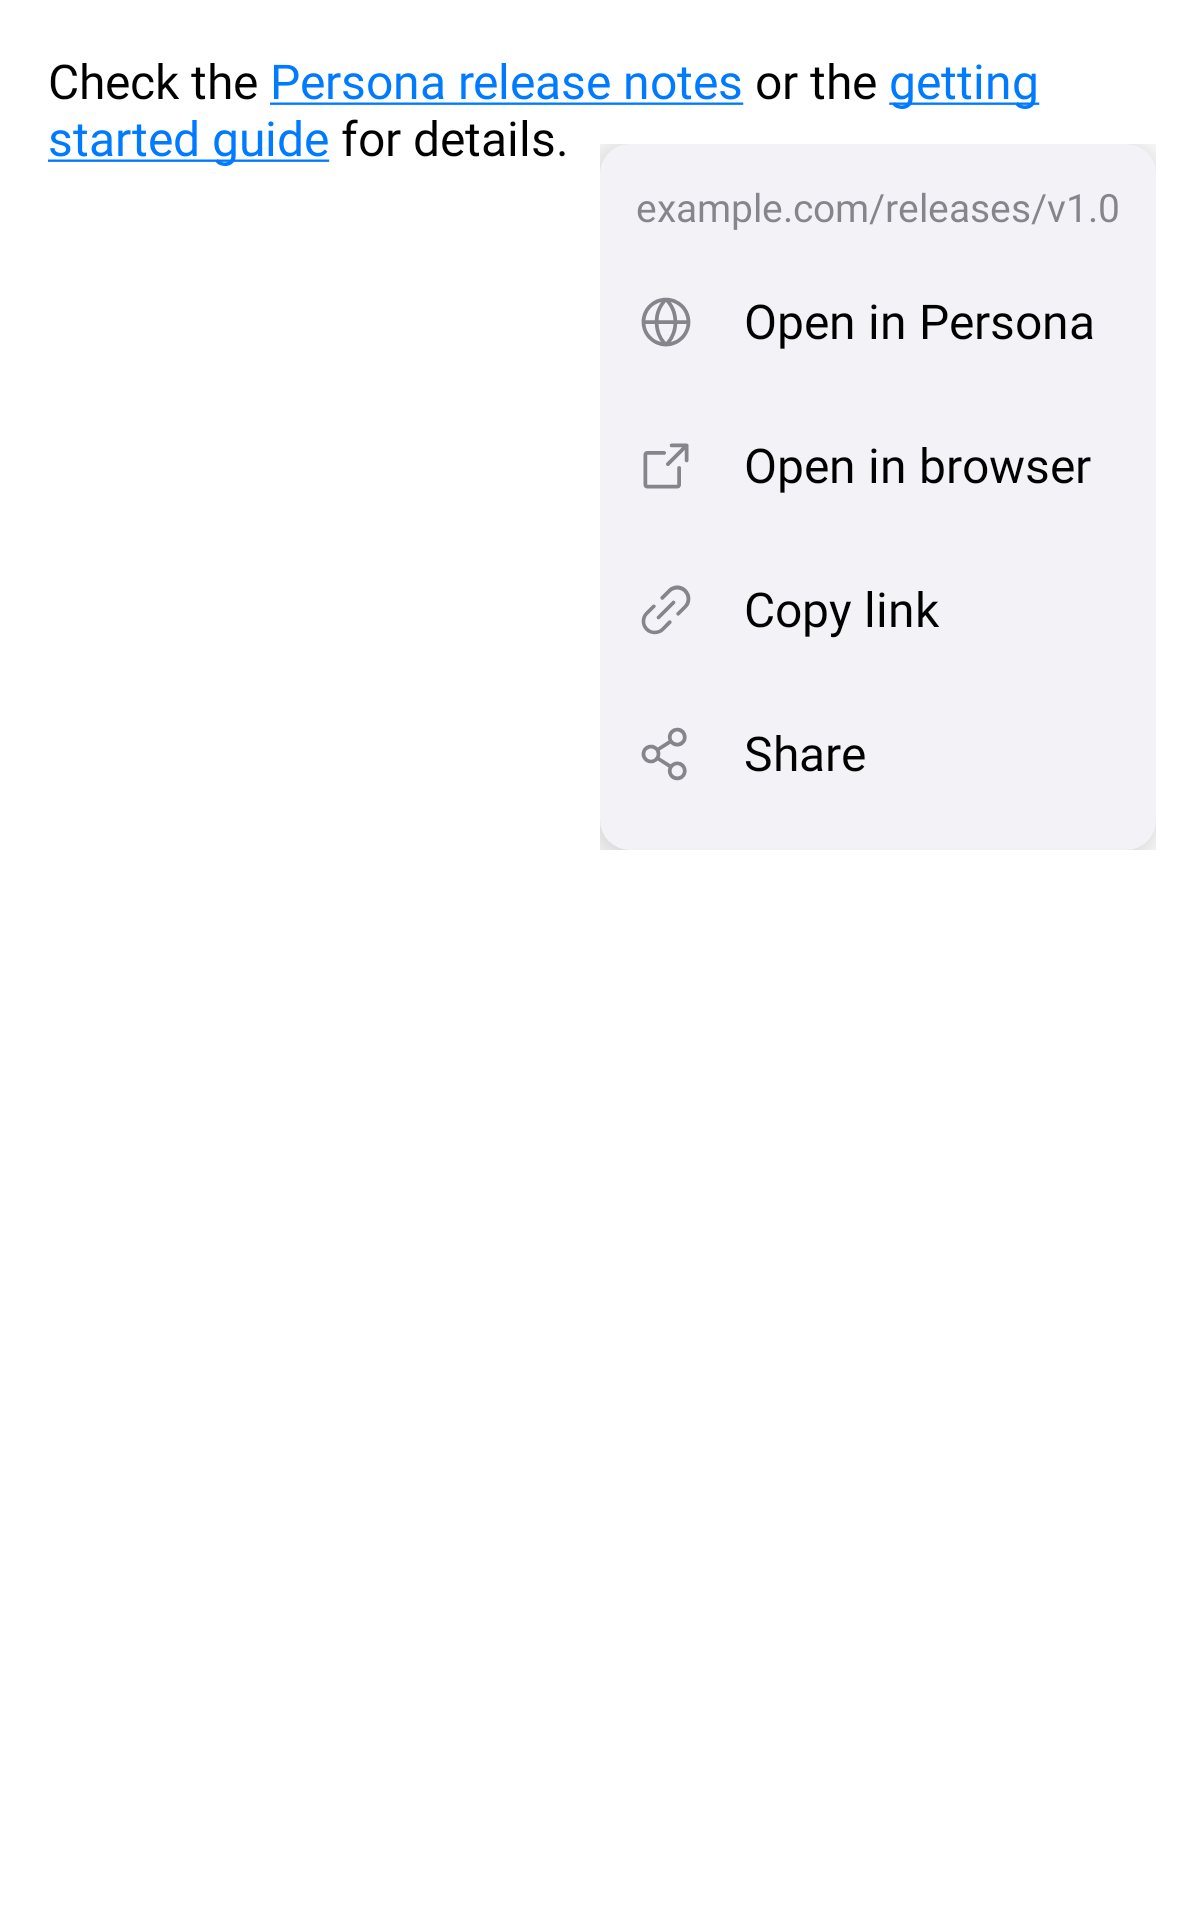 Check the Persona release notes or the getting
started guide for details.
example.com/releases/v1.0
Open in Persona
Open in browser
Copy link
Share